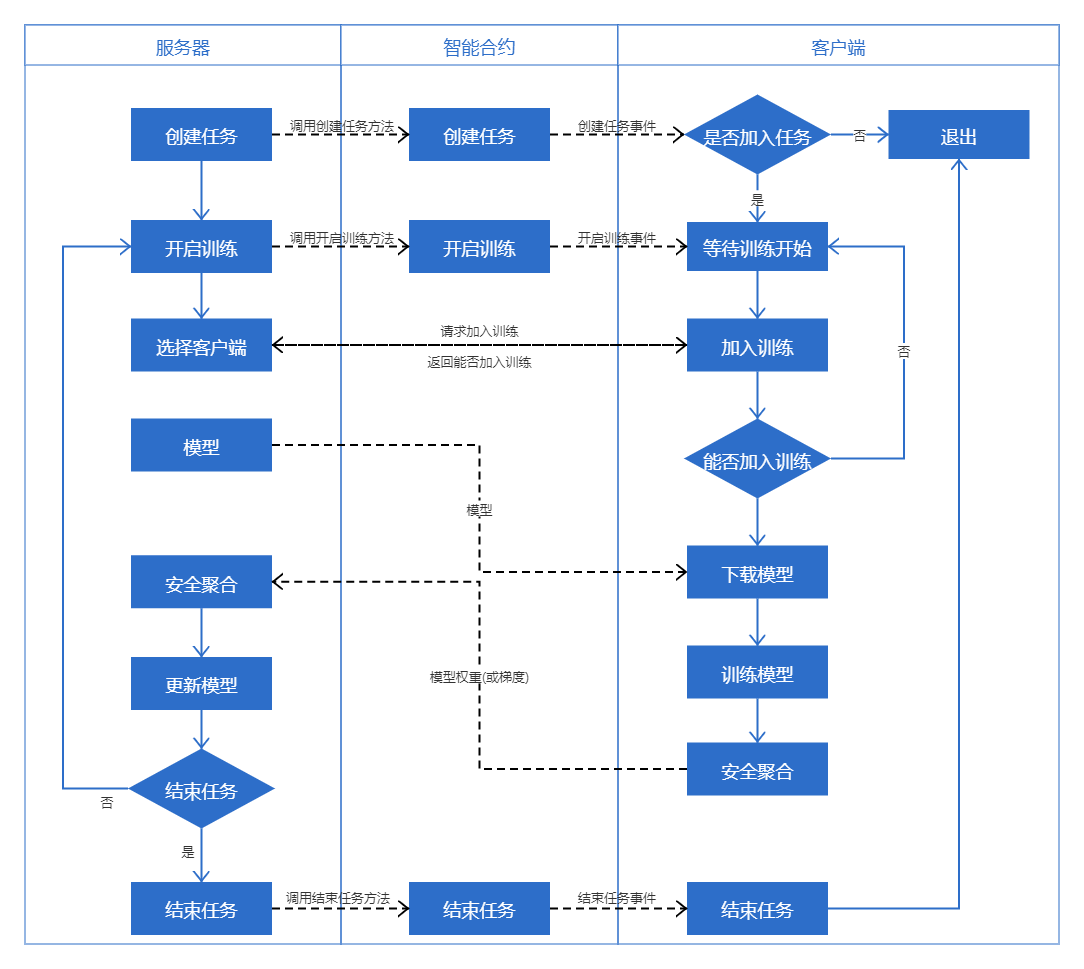 服务器
智能合约
客户端
创建任务
调用创建任务方法
创建任务
创建任务事件
是否加入任务
否
退出
是
开启训练
调用开启训练方法
开启训练
开启训练事件
等待训练开始
选择客户端
请求加入训练
返回能否加入训练
加入训练
否
模型
能否加入训练
模型
安全聚合
下载模型
更新模型
模型权重(或梯度)
训练模型
安全聚合
结束任务
否
是
结束任务
调用结束任务方法
结束任务
结束任务事件
结束任务